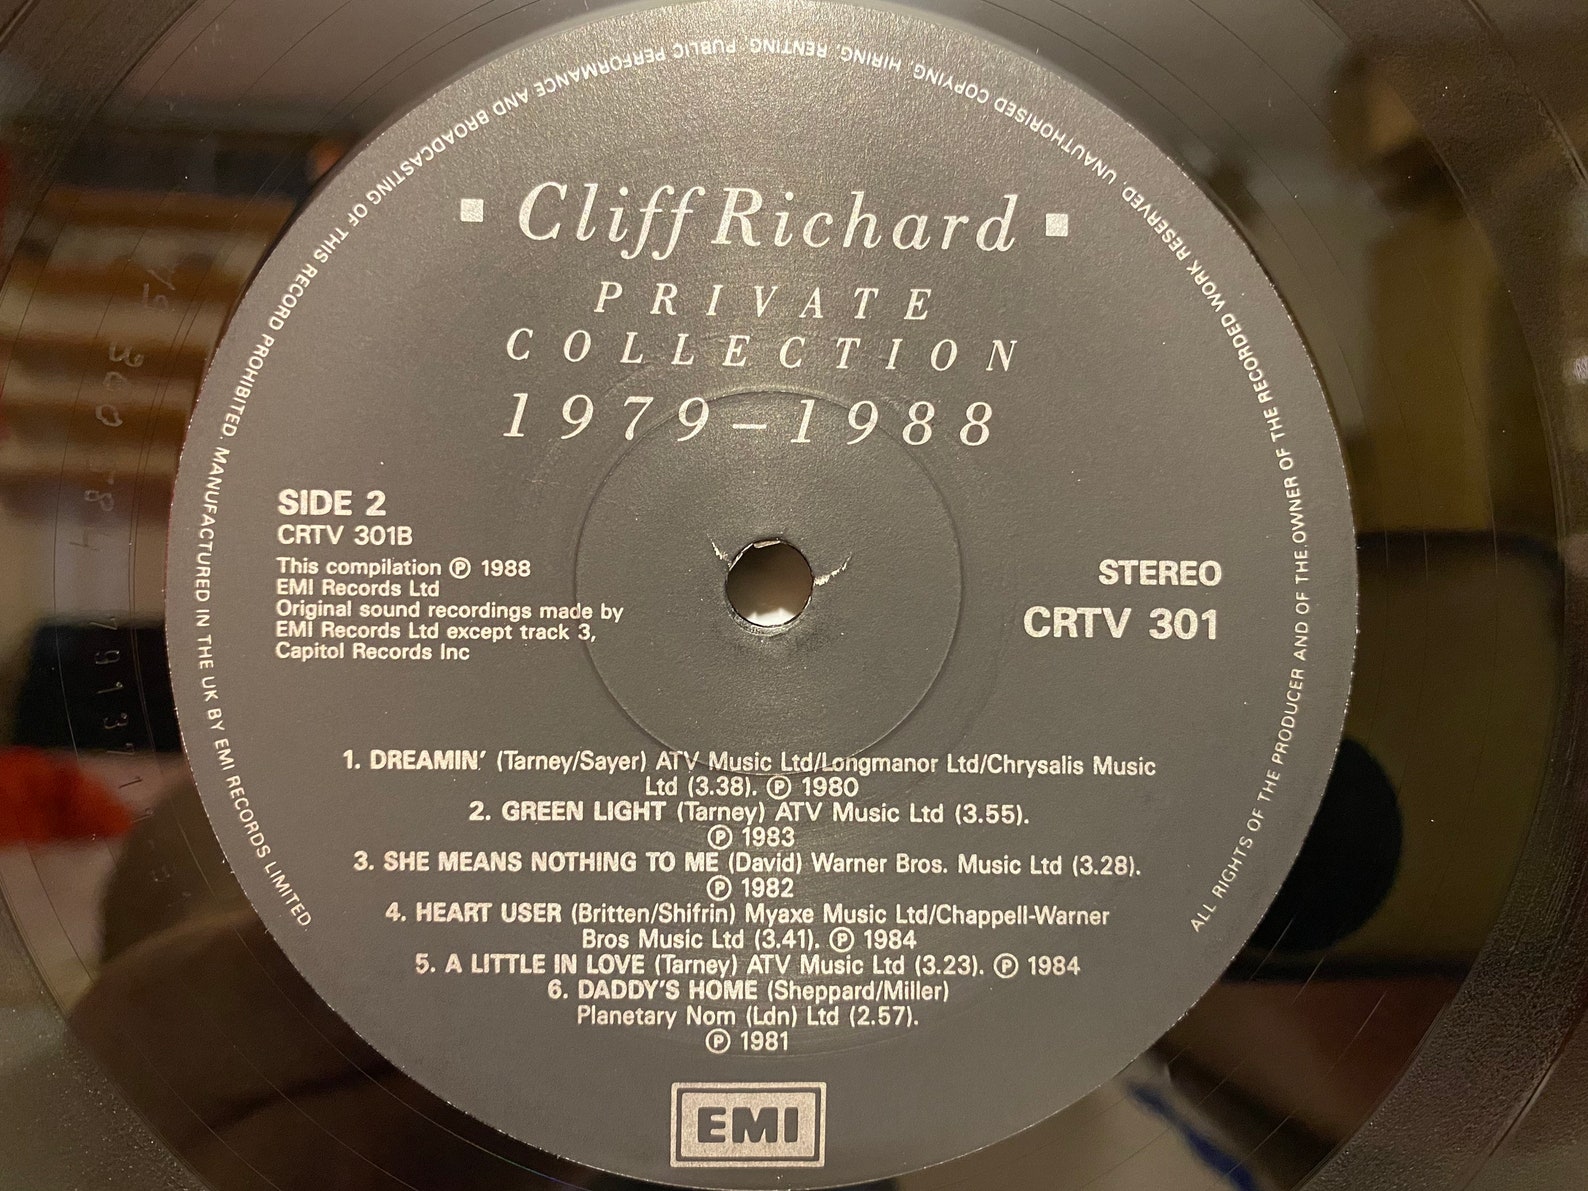 Cliff Richard
PRIVATE
COLLECTION
1979–1988
SIDE 2
CRTV 301B
This compilation ℗ 1988
EMI Records Ltd
Original sound recordings made by
EMI Records Ltd except track 3,
Capitol Records Inc
STEREO
CRTV 301
1. DREAMIN' (Tarney/Sayer) ATV Music Ltd/Longmanor Ltd/Chrysalis Music
Ltd (3.38). ℗ 1980
2. GREEN LIGHT (Tarney) ATV Music Ltd (3.55).
℗ 1983
3. SHE MEANS NOTHING TO ME (David) Warner Bros. Music Ltd (3.28).
℗ 1982
4. HEART USER (Britten/Shifrin) Myaxe Music Ltd/Chappell-Warner
Bros Music Ltd (3.41). ℗ 1984
5. A LITTLE IN LOVE (Tarney) ATV Music Ltd (3.23). ℗ 1984
6. DADDY'S HOME (Sheppard/Miller)
Planetary Nom (Ldn) Ltd (2.57).
℗ 1981
EMI
ALL RIGHTS OF THE PRODUCER AND OF THE.OWNER OF THE RECORDED WORK RESERVED. UNAUTHORISED COPYING, HIRING, RENTING, PUBLIC PERFORMANCE AND BROADCASTING OF THIS RECORD PROHIBITED. MANUFACTURED IN THE UK BY EMI RECORDS LIMITED.